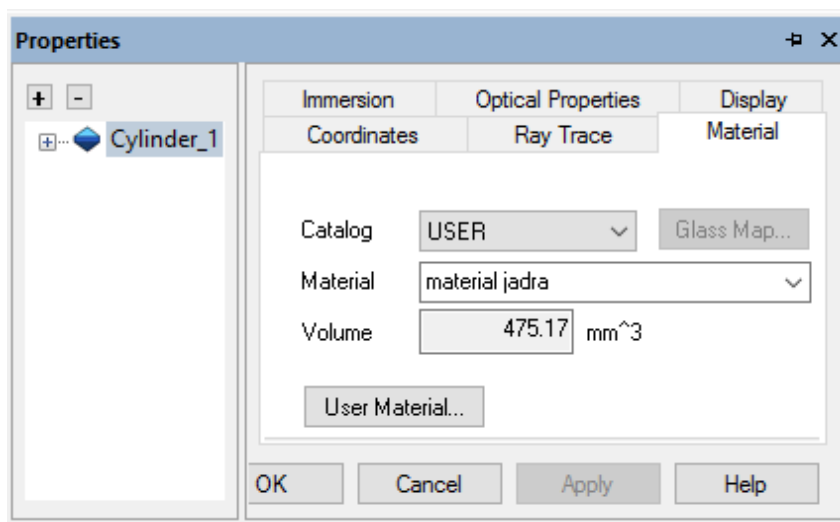 Properties
+ -
Cylinder_1
Immersion Optical Properties Display
Coordinates Ray Trace Material
Catalog USER Glass Map...
Material material jadra
Volume 475.17 mm^3
User Material...
OK Cancel Apply Help